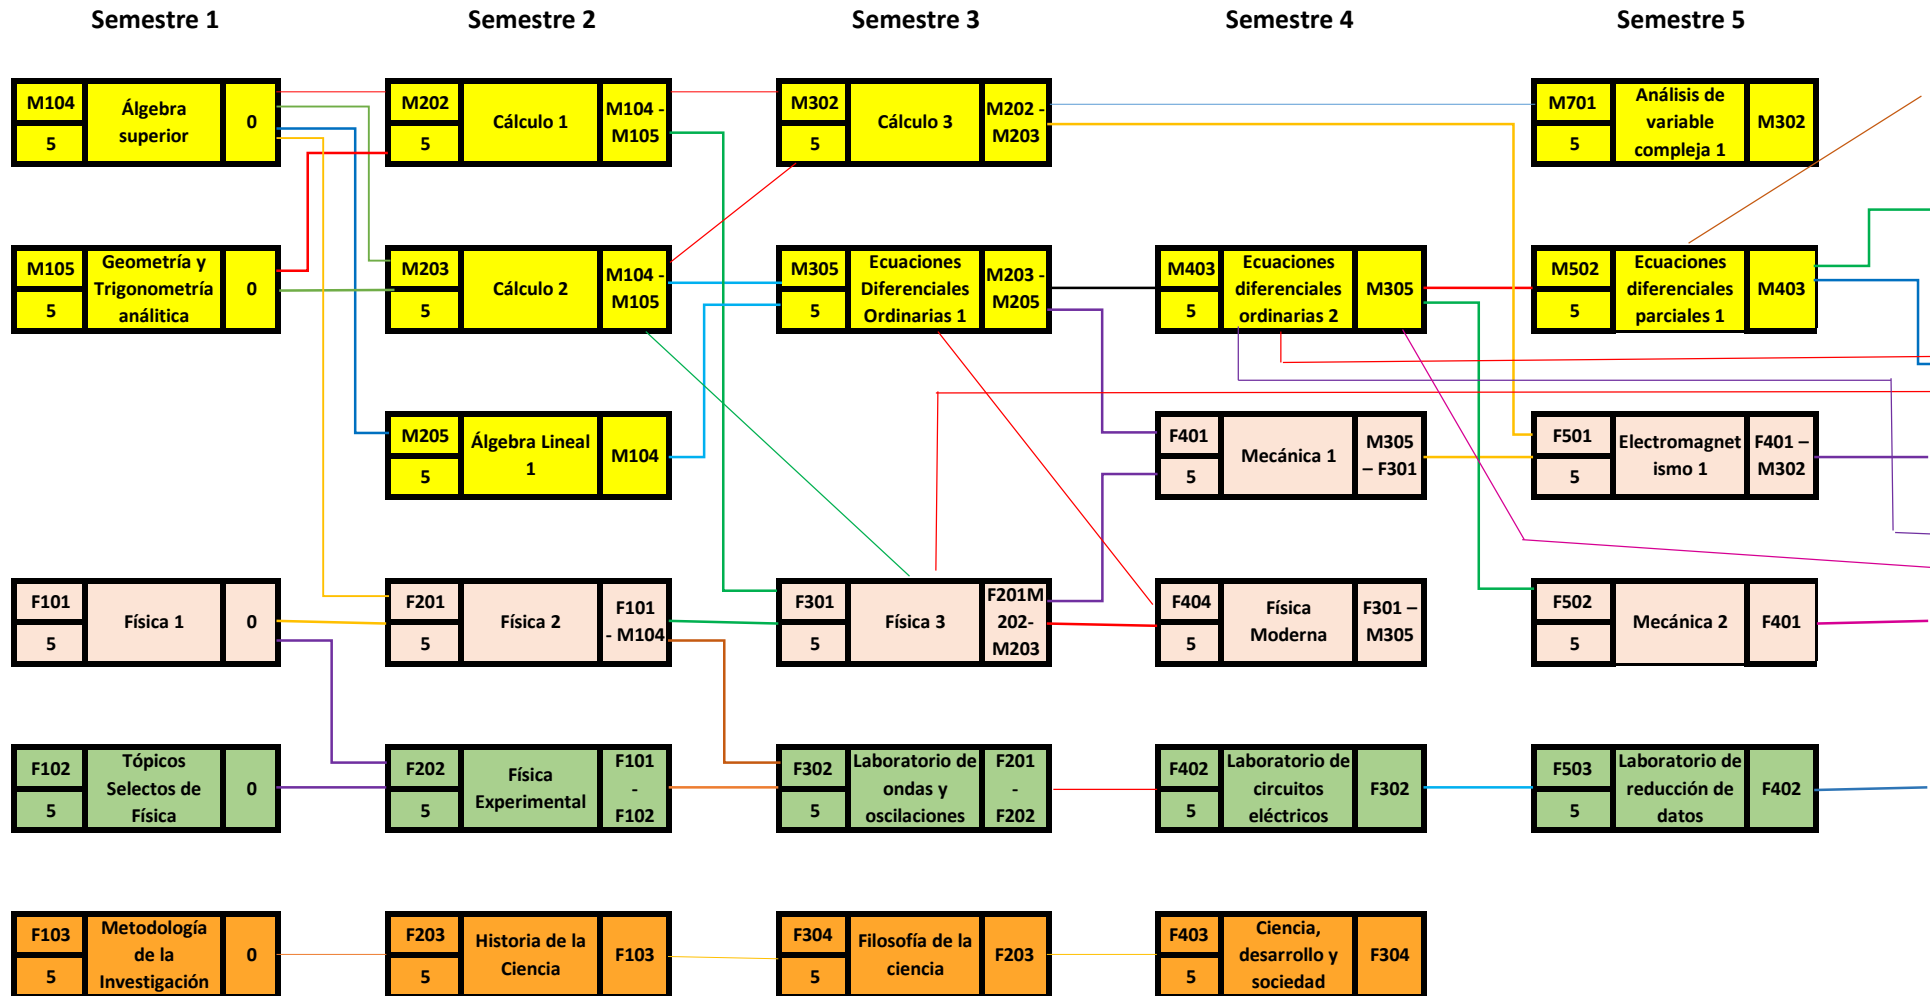 Semestre 1
Semestre 2
Semestre 3
Semestre 4
Semestre 5
M104
5
Álgebra
superior
0
M202
5
Cálculo 1
M104 -
M105
M302
5
Cálculo 3
M202 -
M203
M701
5
Análisis de
variable
compleja 1
M302
M105
5
Geometría y
Trigonometría
análitica
0
M203
5
Cálculo 2
M104 -
M105
M305
5
Ecuaciones
Diferenciales
Ordinarias 1
M203 -
M205
M403
5
Ecuaciones
diferenciales
ordinarias 2
M305
M502
5
Ecuaciones
diferenciales
parciales 1
M403
M205
5
Álgebra Lineal
1
M104
F401
5
Mecánica 1
M305
– F301
F501
5
Electromagnet
ismo 1
F401 –
M302
F101
5
Física 1
0
F201
5
Física 2
F101
- M104
F301
5
Física 3
F201M
202-
M203
F404
5
Física
Moderna
F301 –
M305
F502
5
Mecánica 2
F401
F102
5
Tópicos
Selectos de
Física
0
F202
5
Física
Experimental
F101
-
F102
F302
5
Laboratorio de
ondas y
oscilaciones
F201
-
F202
F402
5
Laboratorio de
circuitos
eléctricos
F302
F503
5
Laboratorio de
reducción de
datos
F402
F103
5
Metodología
de la
Investigación
0
F203
5
Historia de la
Ciencia
F103
F304
5
Filosofía de la
ciencia
F203
F403
5
Ciencia,
desarrollo y
sociedad
F304